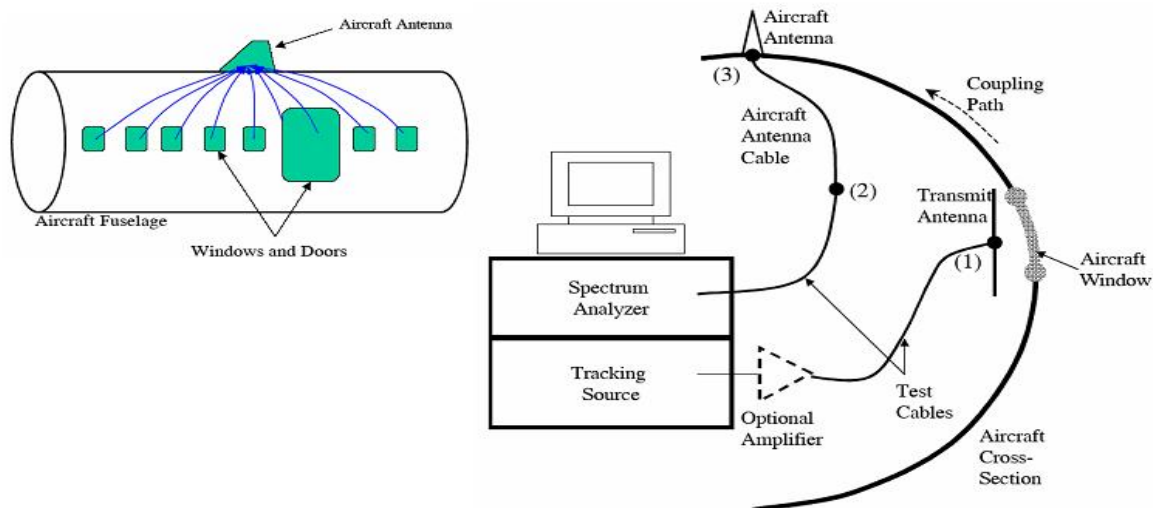 Aircraft Antenna
Aircraft Fuselage
Windows and Doors
Aircraft
Antenna
(3)
Coupling
Path
Aircraft
Antenna
Cable
(2)
Transmit
Antenna
(1)
Aircraft
Window
Spectrum
Analyzer
Tracking
Source
Optional
Amplifier
Test
Cables
Aircraft
Cross-
Section